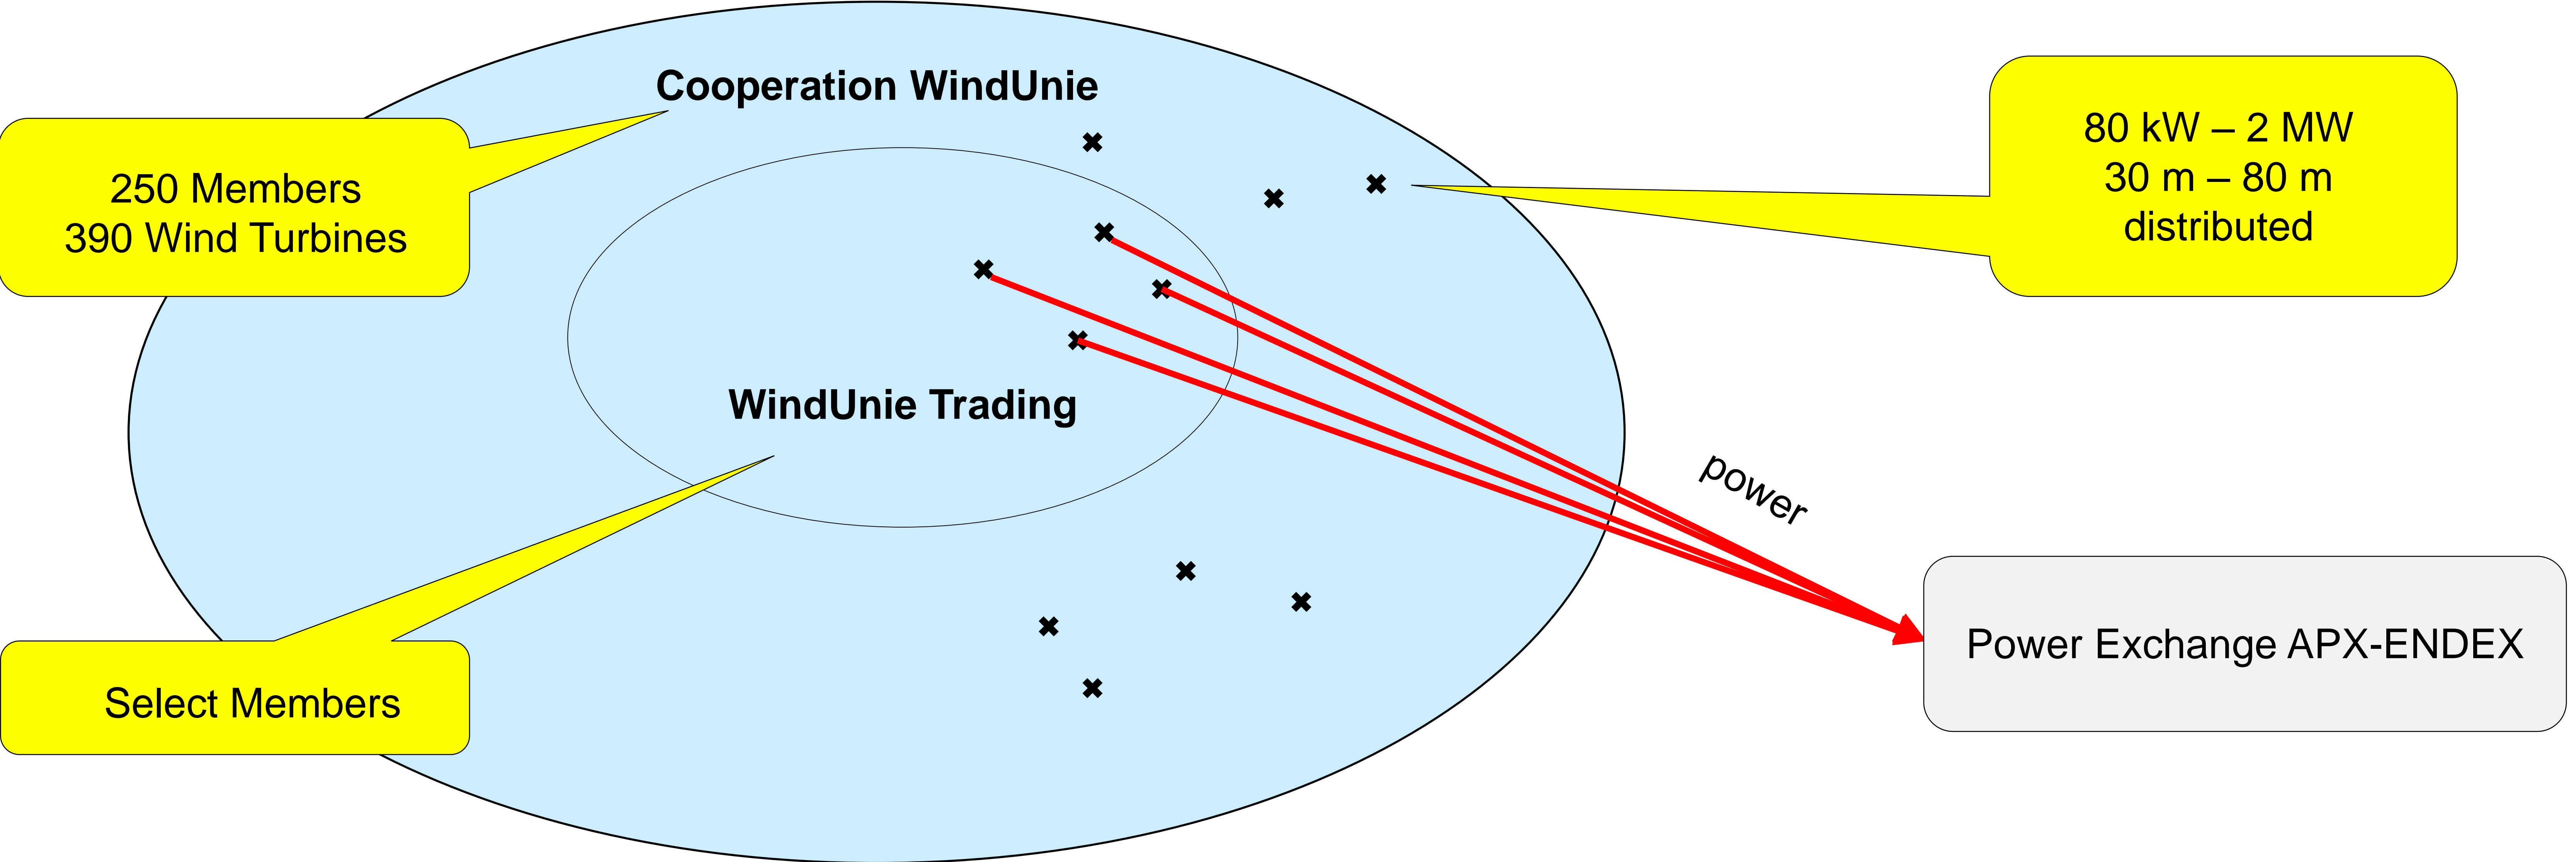 Cooperation WindUnie
250 Members
390 Wind Turbines
80 kW – 2 MW
30 m – 80 m
distributed
WindUnie Trading
power
Select Members
Power Exchange APX-ENDEX